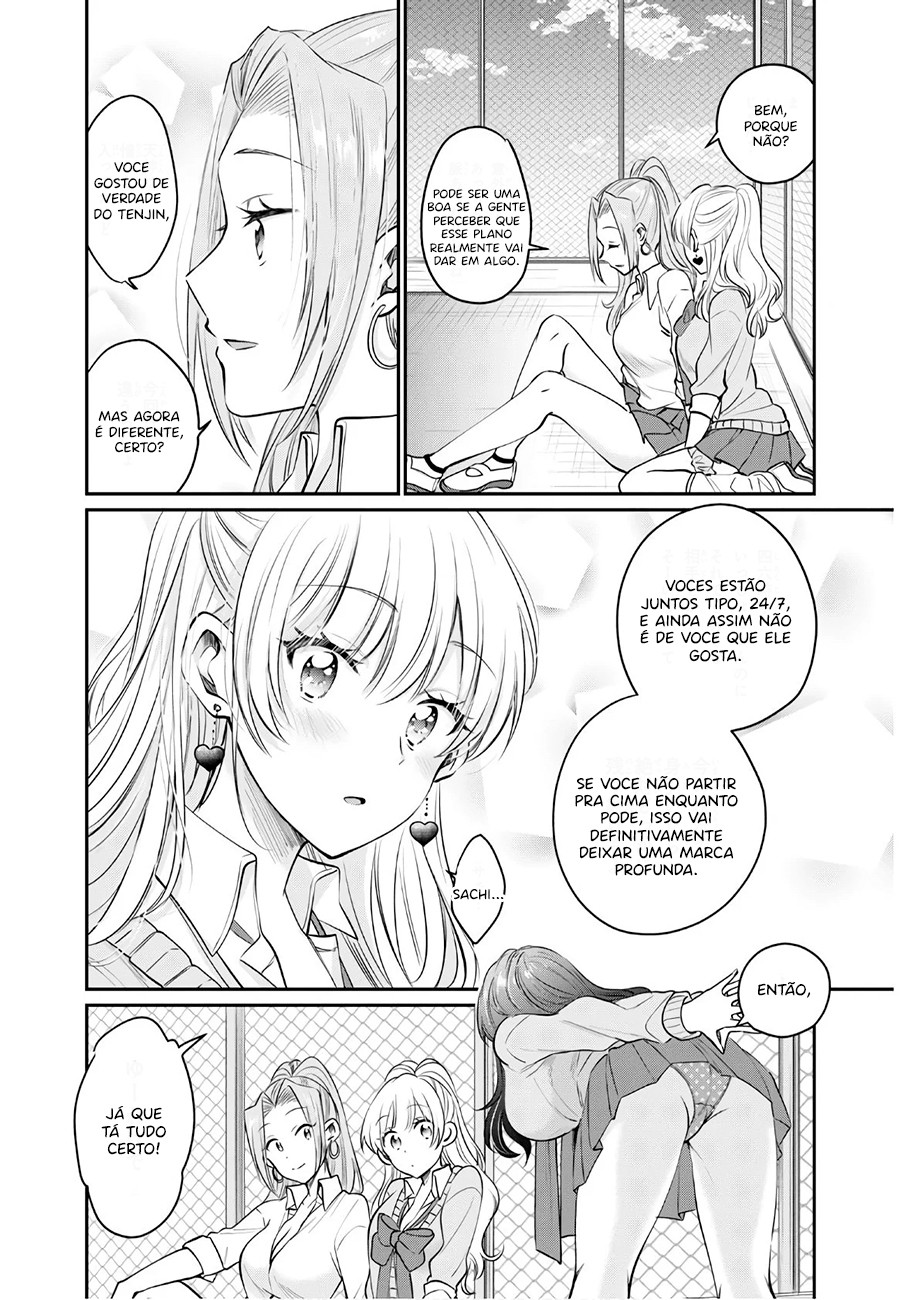 BEM,
PORQUE
NÃO?
PODE SER UMA
BOA SE A GENTE
PERCEBER QUE
ESSE PLANO
REALMENTE VAI
DAR EM ALGO.
VOCE
GOSTOU DE
VERDADE
DO TENJIN,
MAS AGORA
É DIFERENTE,
CERTO?
VOCES ESTÃO
JUNTOS TIPO, 24/7,
E AINDA ASSIM NÃO
É DE VOCE QUE ELE
GOSTA.
SE VOCE NÃO PARTIR
PRA CIMA ENQUANTO
PODE, ISSO VAI
DEFINITIVAMENTE
DEIXAR UMA MARCA
PROFUNDA.
SACHI...
ENTÃO,
JÁ QUE
TÁ TUDO
CERTO!